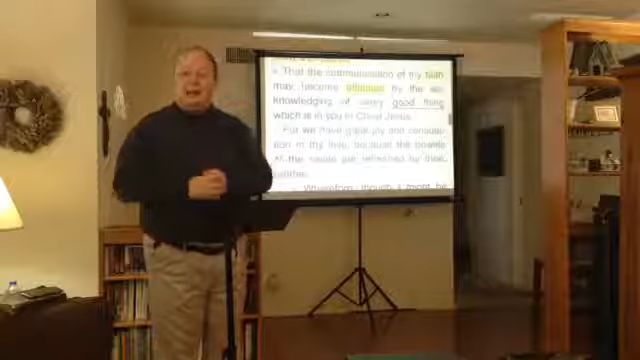 That the communication of thy faith
may become effectual by the ac-
knowledging of every good thing
which is in you in Christ Jesus.
For we have great joy and consola-
tion in thy love, because the bowels
of the saints are refreshed by thee,
brother.
Wherefore, though I might be